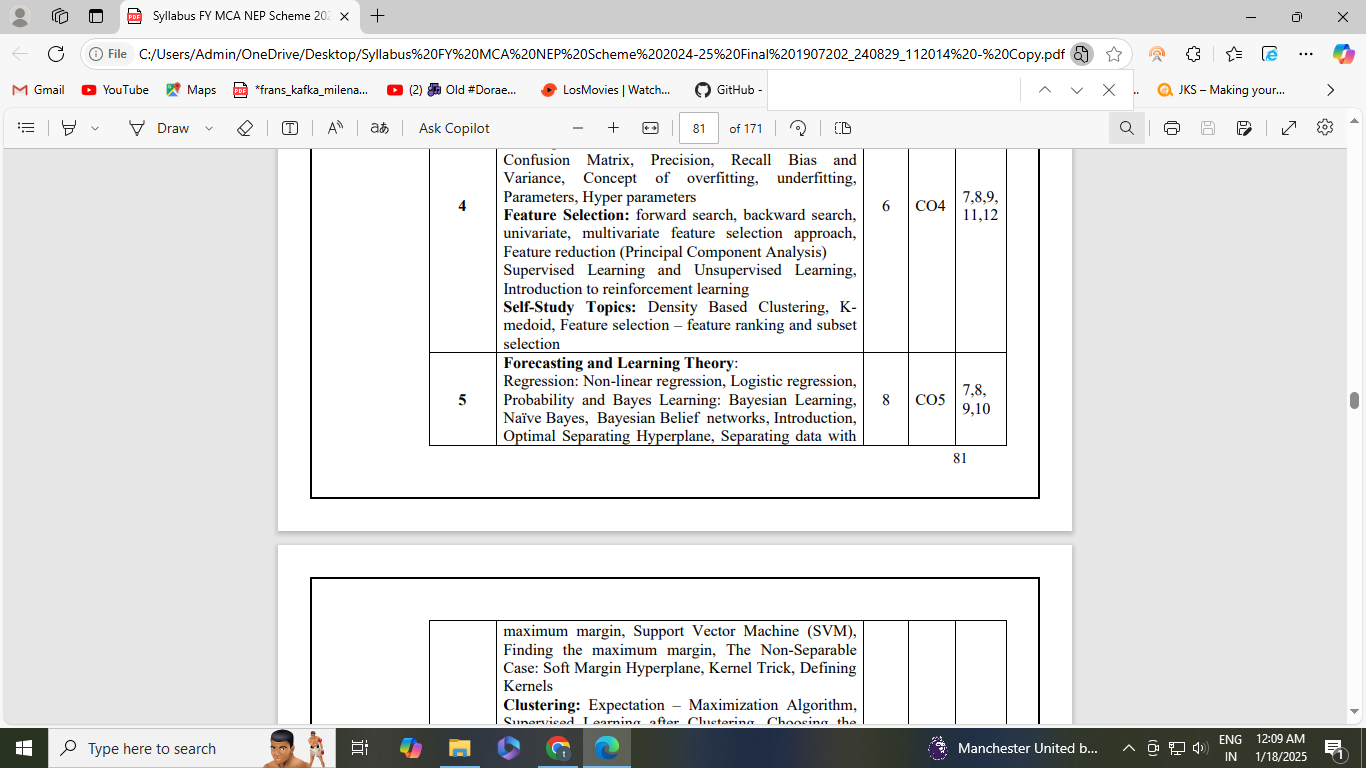 Syllabus FY MCA NEP Scheme 202
File
C:/Users/Admin/OneDrive/Desktop/Syllabus%20FY%20MCA%20NEP%20Scheme%202024-25%20Final%201907202_240829_112014%20-%20Copy.pdf
Gmail
YouTube
Maps
*frans_kafka_milena...
(2) Old #Dorae...
LosMovies | Watch...
GitHub -
JKS – Making your...
Draw
Ask Copilot
81 of 171
Confusion Matrix, Precision, Recall Bias and
Variance, Concept of overfitting, underfitting,
Parameters, Hyper parameters
4
6
CO4
7,8,9,
11,12
Feature Selection: forward search, backward search,
univariate, multivariate feature selection approach,
Feature reduction (Principal Component Analysis)
Supervised Learning and Unsupervised Learning,
Introduction to reinforcement learning
Self-Study Topics: Density Based Clustering, K-
medoid, Feature selection – feature ranking and subset
selection
Forecasting and Learning Theory:
Regression: Non-linear regression, Logistic regression,
Probability and Bayes Learning: Bayesian Learning,
Naïve Bayes, Bayesian Belief networks, Introduction,
Optimal Separating Hyperplane, Separating data with
5
8
CO5
7,8,
9,10
81
maximum margin, Support Vector Machine (SVM),
Finding the maximum margin, The Non-Separable
Case: Soft Margin Hyperplane, Kernel Trick, Defining
Kernels
Clustering: Expectation – Maximization Algorithm,
Supervised Learning after Clustering, Choosing the
Type here to search
Manchester United b...
ENG
IN
12:09 AM
1/18/2025
1